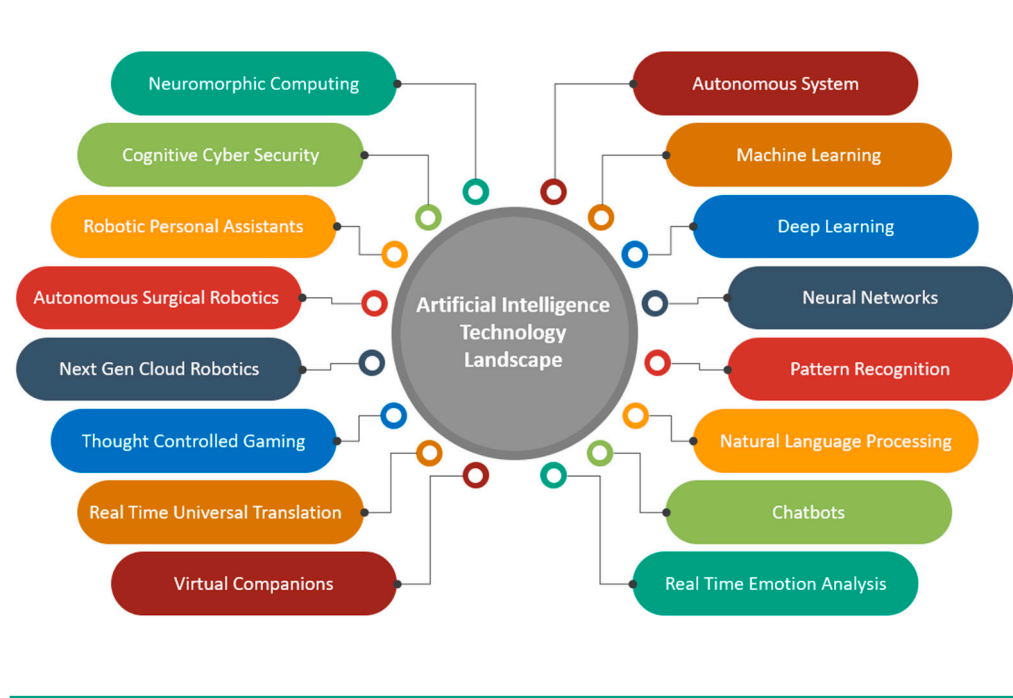 Neuromorphic Computing
Cognitive Cyber Security
Robotic Personal Assistants
Autonomous Surgical Robotics
Next Gen Cloud Robotics
Thought Controlled Gaming
Real Time Universal Translation
Virtual Companions
Artificial Intelligence
Technology
Landscape
Autonomous System
Machine Learning
Deep Learning
Neural Networks
Pattern Recognition
Natural Language Processing
Chatbots
Real Time Emotion Analysis